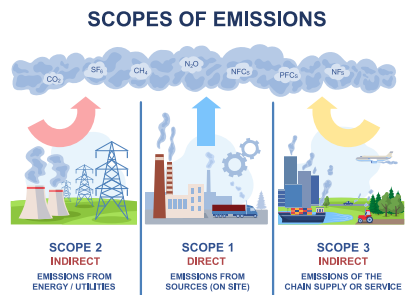 SCOPES OF EMISSIONS
CO₂
SF₆
CH₄
N₂O
NFCs
PFCs
NF₃
SCOPE 2
INDIRECT
EMISSIONS FROM
ENERGY / UTILITIES
SCOPE 1
DIRECT
EMISSIONS FROM
SOURCES (ON SITE)
SCOPE 3
INDIRECT
EMISSIONS OF THE
CHAIN SUPPLY OR SERVICE